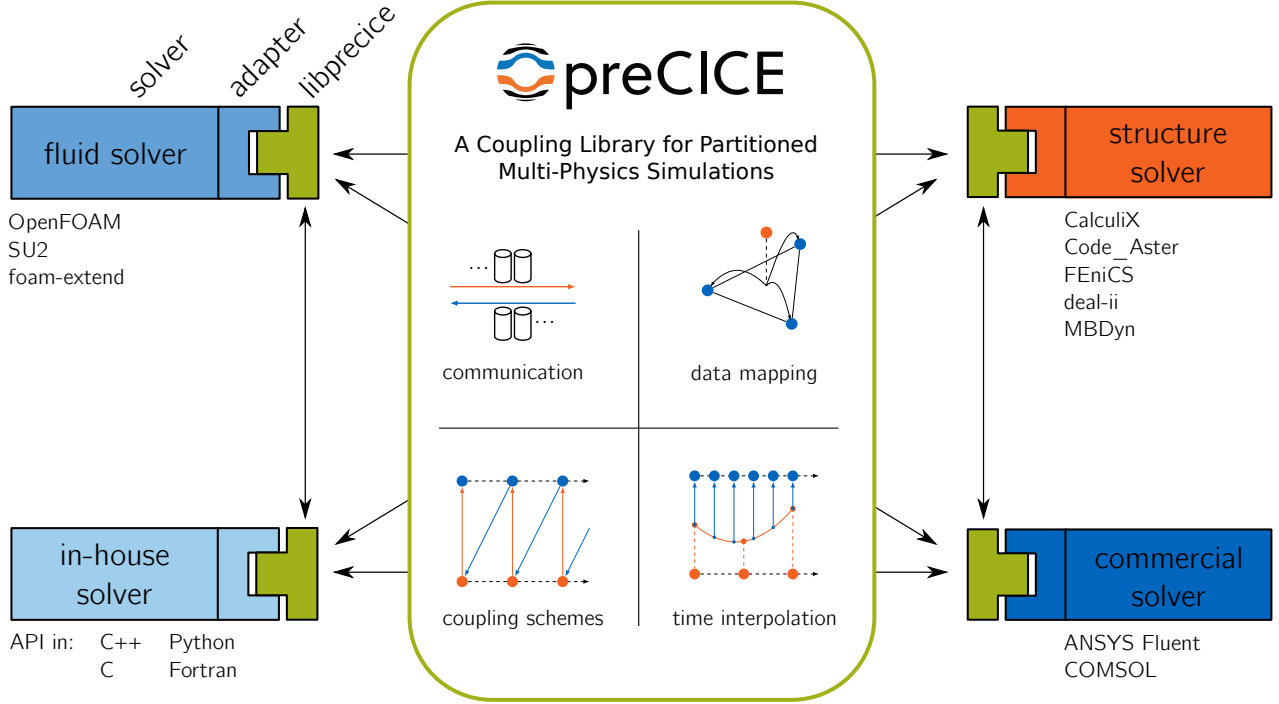 solver
adapter
libprecice
preCICE
A Coupling Library for Partitioned
Multi-Physics Simulations
fluid solver
OpenFOAM
SU2
foam-extend
structure
solver
CalculiX
Code_Aster
FEniCS
deal-ii
MBDyn
...
...
communication
data mapping
coupling schemes
time interpolation
in-house
solver
API in: C++ Python
C Fortran
commercial
solver
ANSYS Fluent
COMSOL